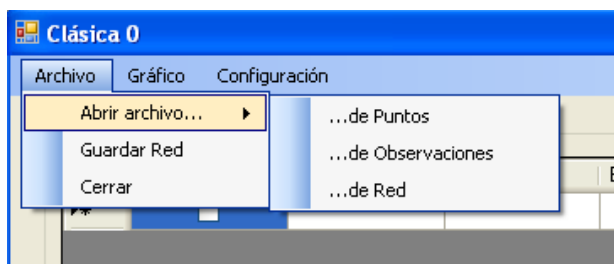 Clásica 0
Archivo Gráfico Configuración
Abrir archivo... ...de Puntos
Guardar Red ...de Observaciones
Cerrar ...de Red